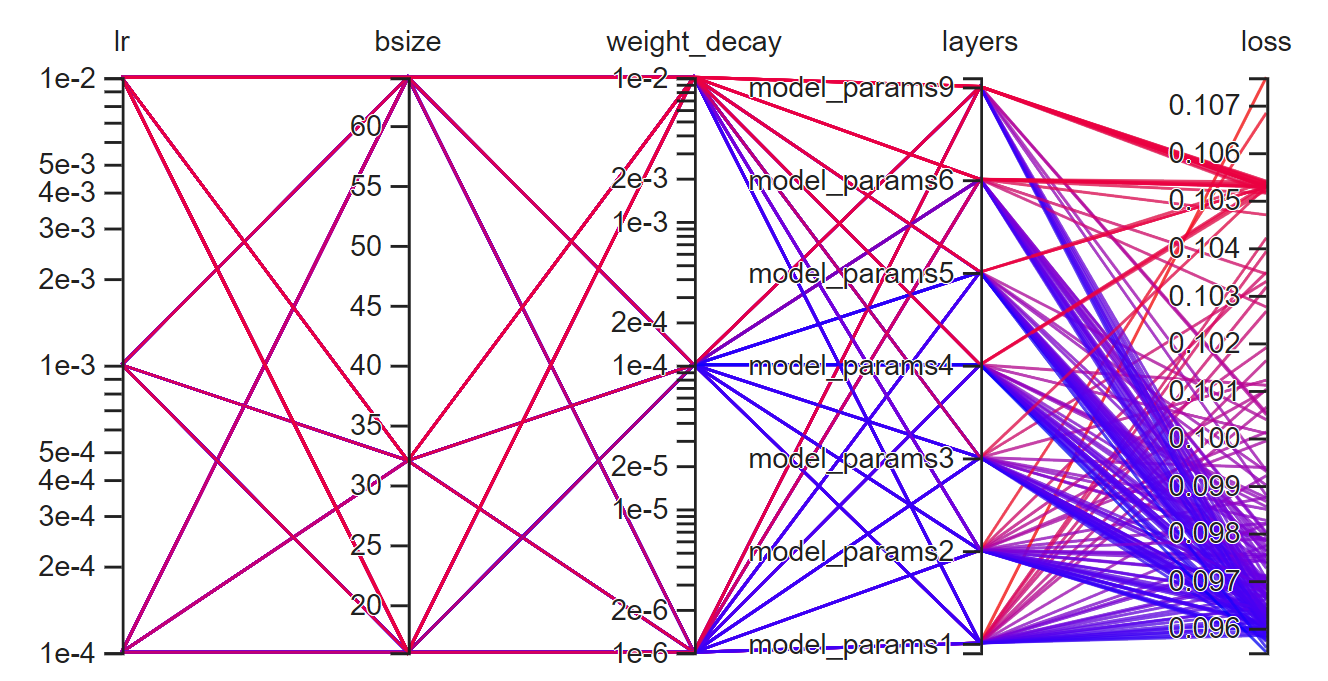 lr
bsize
weight_decay
layers
loss
1e-2
5e-3
4e-3
3e-3
2e-3
1e-3
5e-4
4e-4
3e-4
2e-4
1e-4
60
55
50
45
40
35
30
25
20
1e-2
2e-3
1e-3
2e-4
1e-4
2e-5
1e-5
2e-6
1e-6
model_params9
model_params6
model_params5
model_params4
model_params3
model_params2
model_params1
0.107
0.106
0.105
0.104
0.103
0.102
0.101
0.100
0.099
0.098
0.097
0.096